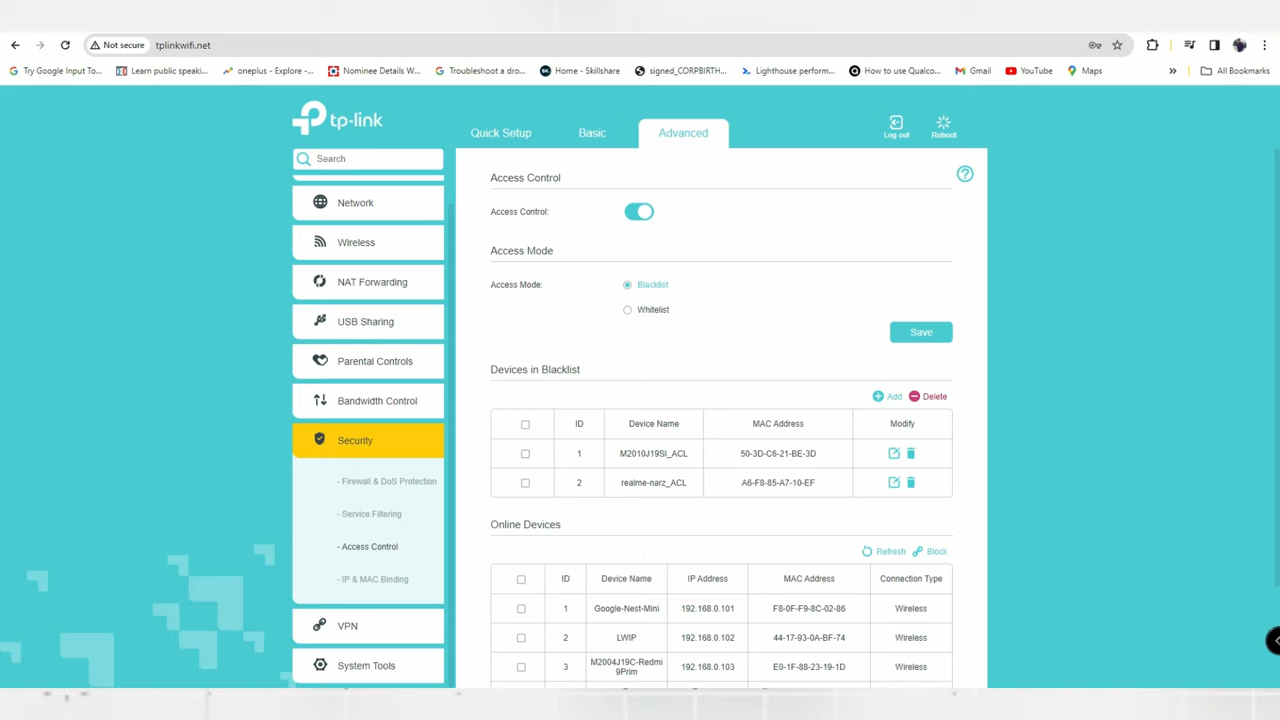 Not secure
tplinkwifi.net
Try Google Input To...
Learn public speaki...
oneplus - Explore -...
Nominee Details W...
Troubleshoot a dro...
Home - Skillshare
signed_CORPBIRTH...
Lighthouse perform...
How to use Qualco...
Gmail
YouTube
Maps
»
All Bookmarks
tp-link
Quick Setup
Basic
Advanced
Log out
Reboot
Search
Network
Wireless
NAT Forwarding
USB Sharing
Parental Controls
Bandwidth Control
Security
- Firewall & DoS Protection
- Service Filtering
- Access Control
- IP & MAC Binding
VPN
System Tools
Access Control
Access Control:
Access Mode
Access Mode:
Blacklist
Whitelist
Save
Devices in Blacklist
Add
Delete
ID Device Name MAC Address Modify
1 M2010J19SI_ACL 50-3D-C6-21-BE-3D
2 realme-narz_ACL A6-F8-85-A7-10-EF
Online Devices
Refresh
Block
ID Device Name IP Address MAC Address Connection Type
1 Google-Nest-Mini 192.168.0.101 F8-0F-F9-8C-02-86 Wireless
2 LWIP 192.168.0.102 44-17-93-0A-BF-74 Wireless
3 M2004J19C-Redmi 192.168.0.103 E0-1F-88-23-19-1D Wireless
9Prim